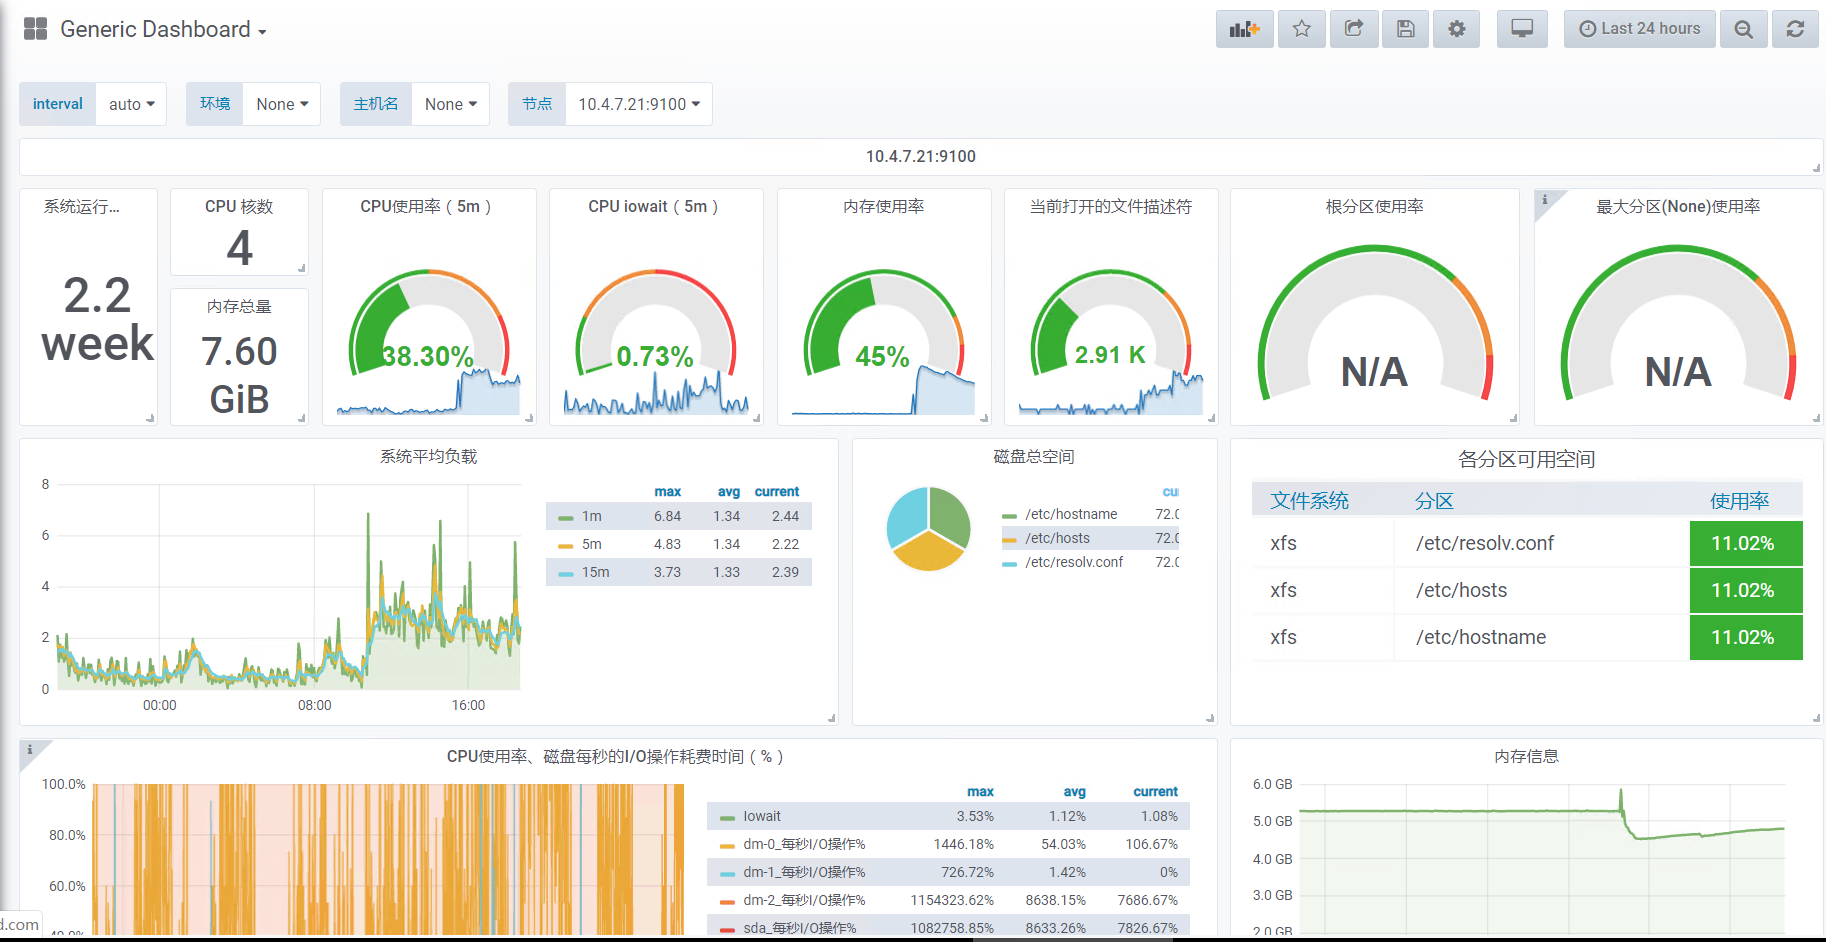 Generic Dashboard
Last 24 hours
interval auto 环境 None 主机名 None 节点 10.4.7.21:9100
10.4.7.21:9100
系统运行...
2.2
week
CPU 核数
4
内存总量
7.60
GiB
CPU使用率（5m）
38.30%
CPU iowait（5m）
0.73%
内存使用率
45%
当前打开的文件描述符
2.91 K
根分区使用率
N/A
最大分区(None)使用率
N/A
系统平均负载
8
6
4
2
0
00:00 08:00 16:00
max avg current
1m 6.84 1.34 2.44
5m 4.83 1.34 2.22
15m 3.73 1.33 2.39
磁盘总空间
/etc/hostname 72.0
/etc/hosts 72.0
/etc/resolv.conf 72.0
各分区可用空间
文件系统 分区 使用率
xfs /etc/resolv.conf 11.02%
xfs /etc/hosts 11.02%
xfs /etc/hostname 11.02%
CPU使用率、磁盘每秒的I/O操作耗费时间（%）
100.0%
80.0%
60.0%
40.0%
max avg current
Iowait 3.53% 1.12% 1.08%
dm-0_每秒I/O操作% 1446.18% 54.03% 106.67%
dm-1_每秒I/O操作% 726.72% 1.42% 0%
dm-2_每秒I/O操作% 1154323.62% 8638.15% 7686.67%
sda_每秒I/O操作% 1082758.85% 8633.26% 7826.67%
内存信息
6.0 GB
5.0 GB
4.0 GB
3.0 GB
2.0 GB
d.com